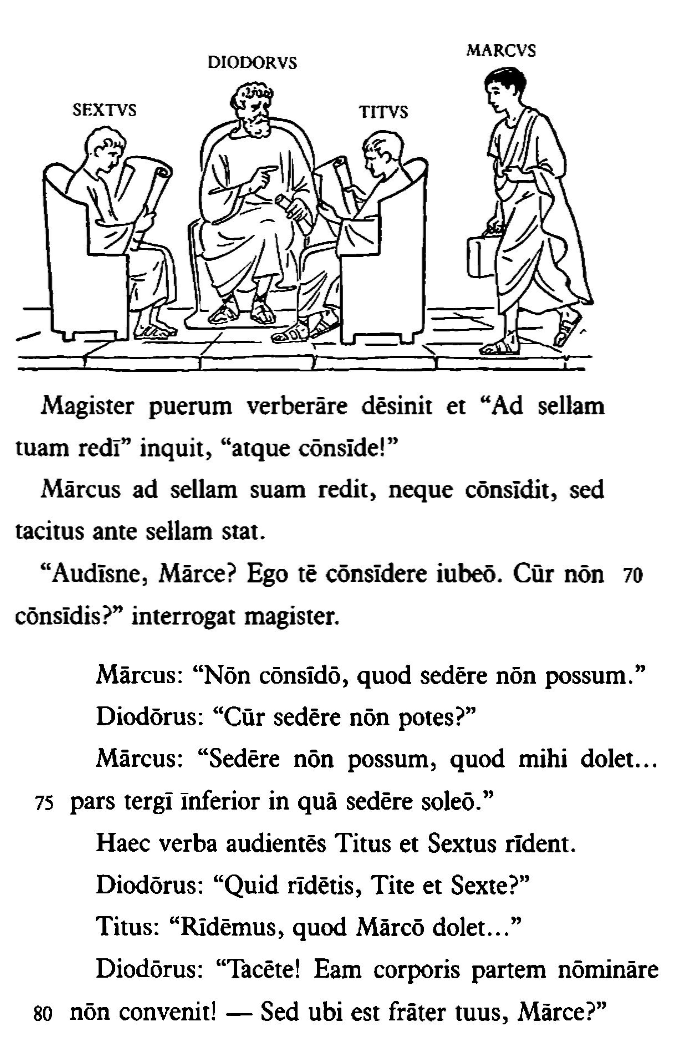 MARCVS
DIODORVS
SEXTVS
TITVS
Magister puerum verberāre dēsinit et “Ad sellam
tuam redī” inquit, “atque cōnsīde!”
Mārcus ad sellam suam redit, neque cōnsīdit, sed
tacitus ante sellam stat.
“Audīsne, Mārce? Ego tē cōnsīdere iubeō. Cūr nōn 70
cōnsīdis?” interrogat magister.
Mārcus: “Nōn cōnsīdō, quod sedēre nōn possum.”
Diodōrus: “Cūr sedēre nōn potes?”
Mārcus: “Sedēre nōn possum, quod mihi dolet...
75 pars tergī īnferior in quā sedēre soleō.”
Haec verba audientēs Titus et Sextus rīdent.
Diodōrus: “Quid rīdētis, Tite et Sexte?”
Titus: “Rīdēmus, quod Mārcō dolet...”
Diodōrus: “Tacēte! Eam corporis partem nōmināre
80 nōn convenit! — Sed ubi est frāter tuus, Mārce?”